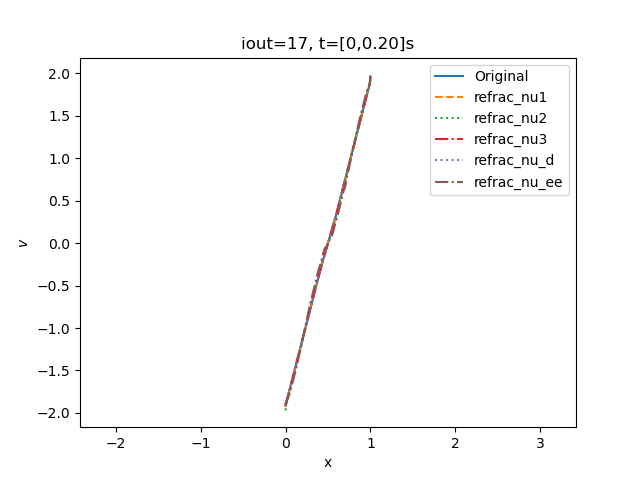 iout=17, t=[0,0.20]s
Original
refrac_nu1
refrac_nu2
refrac_nu3
refrac_nu_d
refrac_nu_ee
2.0
1.5
1.0
0.5
0.0
−0.5
−1.0
−1.5
−2.0
v
−2
−1
0
1
2
3
x